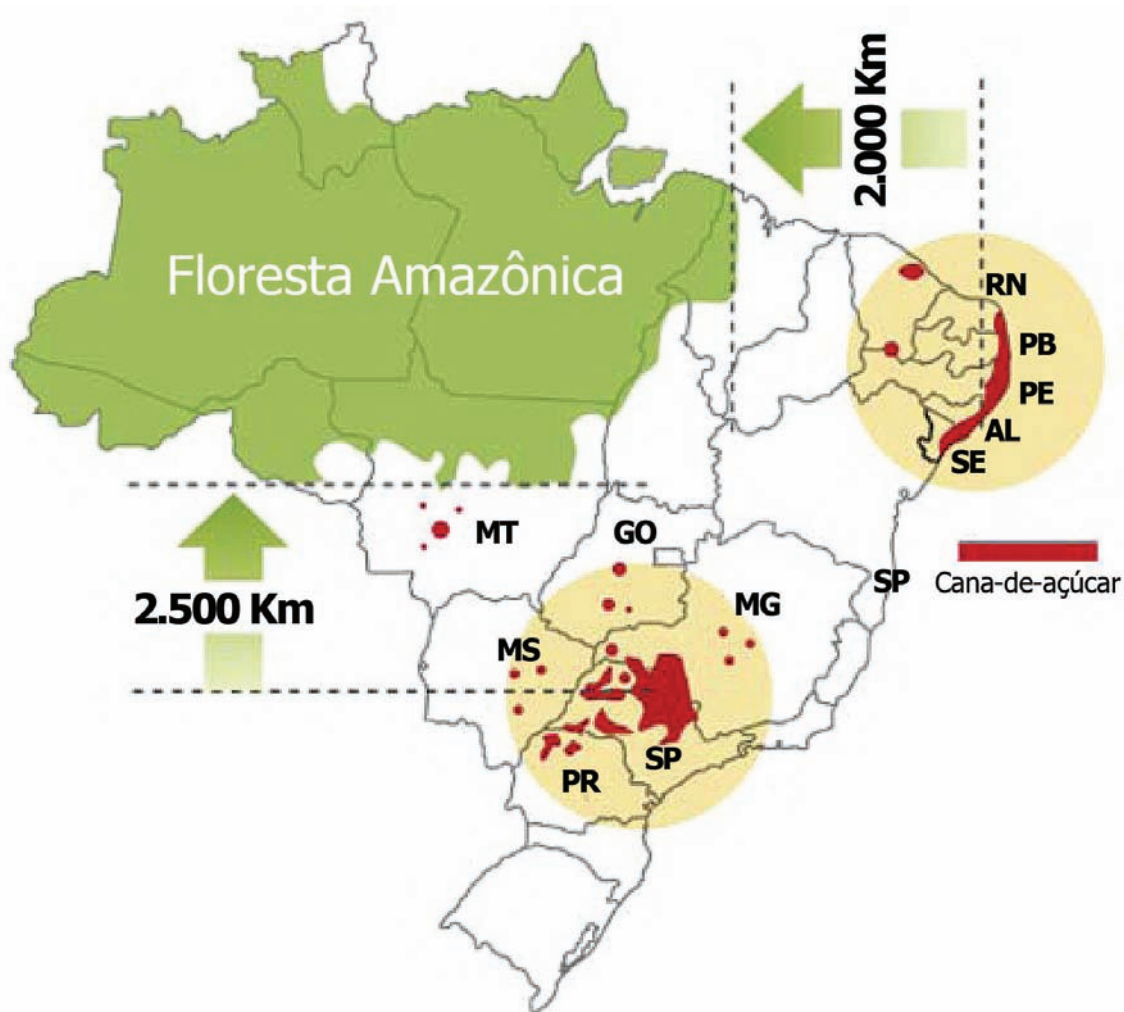 2.000 Km
Floresta Amazônica
RN
PB
PE
AL
SE
MT
GO
SP
Cana-de-açúcar
2.500 Km
MG
MS
SP
PR